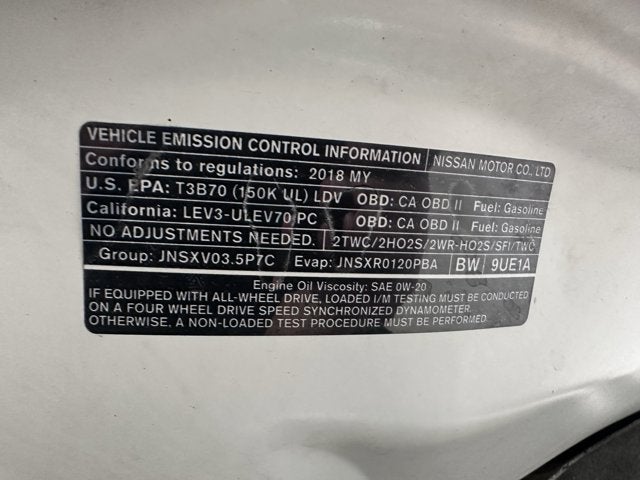 VEHICLE EMISSION CONTROL INFORMATION NISSAN MOTOR CO., LTD
Conforms to regulations: 2018 MY
U.S. EPA: T3B70 (150K UL) LDV OBD: CA OBD II Fuel: Gasoline
California: LEV3-ULEV70 PC OBD: CA OBD II Fuel: Gasoline
NO ADJUSTMENTS NEEDED. 2TWC/2HO2S/2WR-HO2S/SFI/TWC
Group: JNSXV03.5P7C Evap: JNSXR0120PBA BW 9UE1A
Engine Oil Viscosity: SAE 0W-20
IF EQUIPPED WITH ALL-WHEEL DRIVE, LOADED I/M TESTING MUST BE CONDUCTED
ON A FOUR WHEEL DRIVE SPEED SYNCHRONIZED DYNAMOMETER.
OTHERWISE, A NON-LOADED TEST PROCEDURE MUST BE PERFORMED.